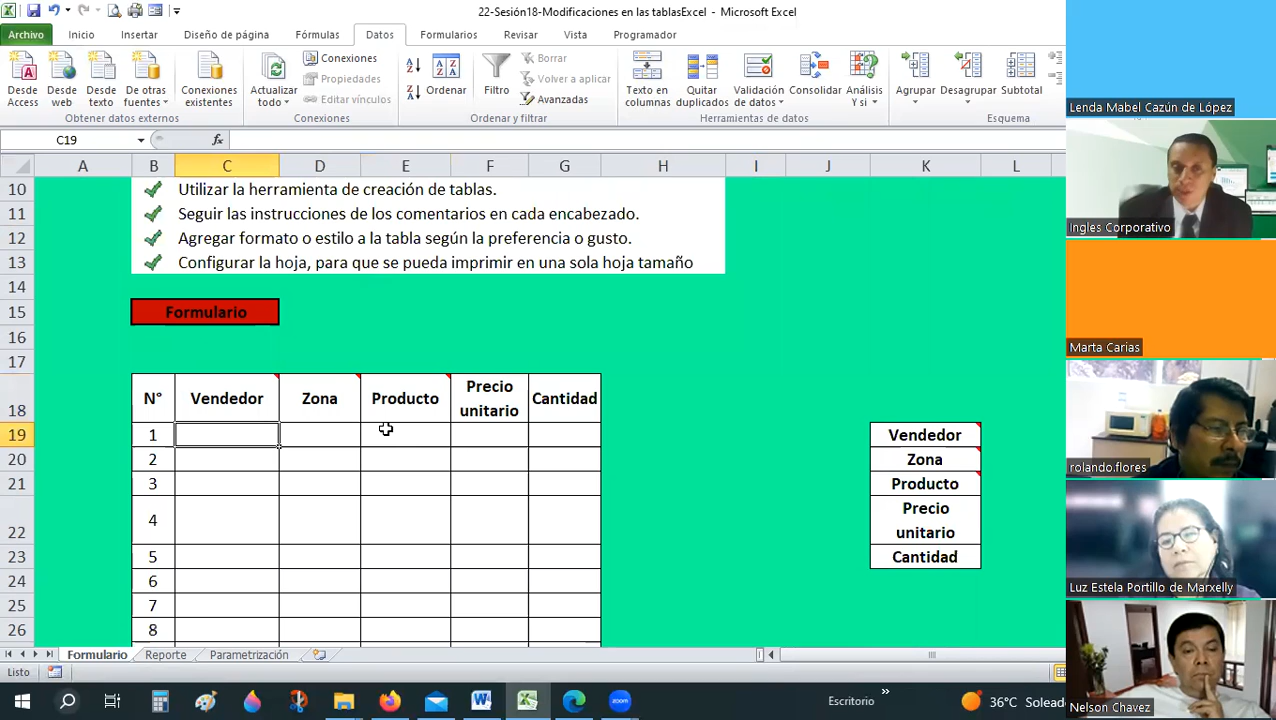 22-Sesión18-Modificaciones en las tablasExcel - Microsoft Excel
Archivo Inicio Insertar Diseño de página Fórmulas Datos Formularios Revisar Vista Programador
Desde Access
Desde web
Desde texto
De otras fuentes
Conexiones existentes
Obtener datos externos
Actualizar todo
Conexiones
Propiedades
Editar vínculos
Conexiones
Ordenar
Filtro
Borrar
Volver a aplicar
Avanzadas
Ordenar y filtrar
Texto en columnas
Quitar duplicados
Validación de datos
Consolidar
Análisis Y si
Herramientas de datos
Agrupar
Desagrupar
Subtotal
Esquema
C19 fx
A B C D E F G H I J K L
10 Utilizar la herramienta de creación de tablas.
11 Seguir las instrucciones de los comentarios en cada encabezado.
12 Agregar formato o estilo a la tabla según la preferencia o gusto.
13 Configurar la hoja, para que se pueda imprimir en una sola hoja tamaño
14
15 Formulario
16
17
18 N° Vendedor Zona Producto Precio unitario Cantidad
19 1 Vendedor
20 2 Zona
21 3 Producto
22 4 Precio unitario
23 5 Cantidad
24 6
25 7
26 8
Formulario Reporte Parametrización
Listo
Escritorio » 36°C Solead
Lenda Mabel Cazún de López
Ingles Corporativo
Marta Carias
rolando.flores
Luz Estela Portillo de Marxelly
Nelson Chavez